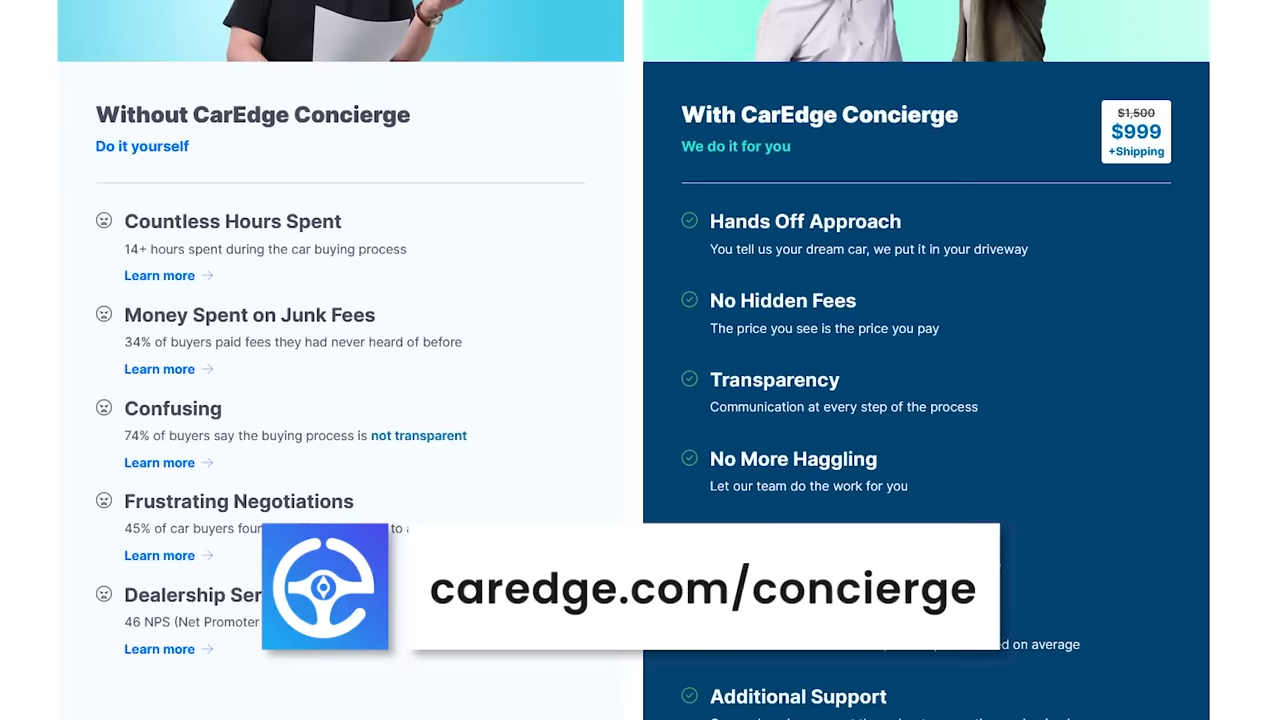 Without CarEdge Concierge
Do it yourself
Countless Hours Spent
14+ hours spent during the car buying process
Learn more
Money Spent on Junk Fees
34% of buyers paid fees they had never heard of before
Learn more
Confusing
74% of buyers say the buying process is not transparent
Learn more
Frustrating Negotiations
45% of car buyers to
Learn more
Dealership
46 NPS (Net Promoter
Learn more
With CarEdge Concierge
We do it for you
$1,500
$999
+Shipping
Hands Off Approach
You tell us your dream car, we put it in your driveway
No Hidden Fees
The price you see is the price you pay
Transparency
Communication at every step of the process
No More Haggling
Let our team do the work for you
on average
Additional Support
caredge.com/concierge